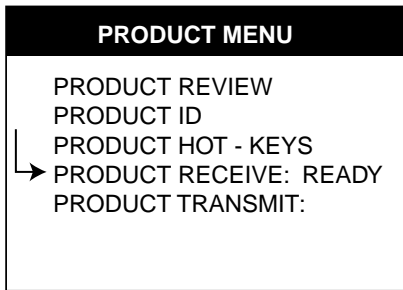 PRODUCT MENU
PRODUCT REVIEW
PRODUCT ID
PRODUCT HOT - KEYS
PRODUCT RECEIVE: READY
PRODUCT TRANSMIT: